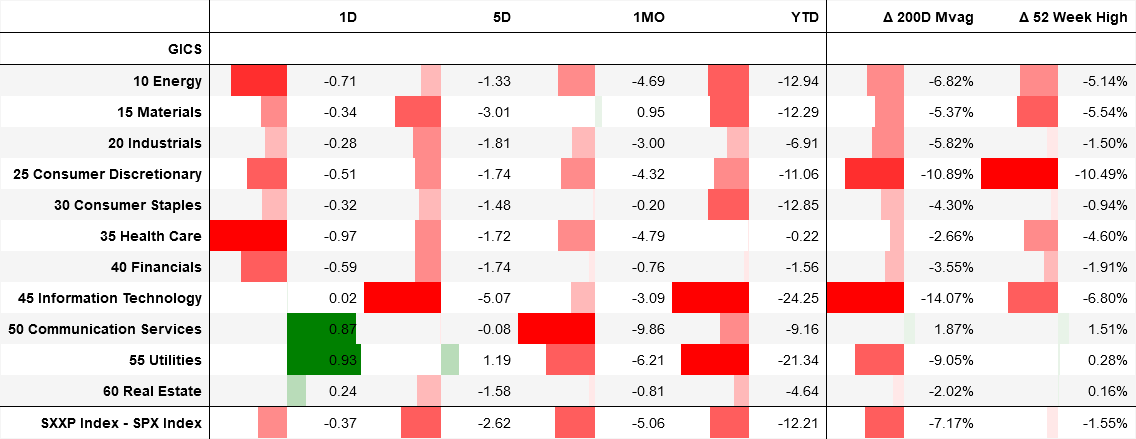 1D 5D 1MO YTD Δ 200D Mvag Δ 52 Week High
GICS
10 Energy -0.71 -1.33 -4.69 -12.94 -6.82% -5.14%
15 Materials -0.34 -3.01 0.95 -12.29 -5.37% -5.54%
20 Industrials -0.28 -1.81 -3.00 -6.91 -5.82% -1.50%
25 Consumer Discretionary -0.51 -1.74 -4.32 -11.06 -10.89% -10.49%
30 Consumer Staples -0.32 -1.48 -0.20 -12.85 -4.30% -0.94%
35 Health Care -0.97 -1.72 -4.79 -0.22 -2.66% -4.60%
40 Financials -0.59 -1.74 -0.76 -1.56 -3.55% -1.91%
45 Information Technology 0.02 -5.07 -3.09 -24.25 -14.07% -6.80%
50 Communication Services 0.87 -0.08 -9.86 -9.16 1.87% 1.51%
55 Utilities 0.93 1.19 -6.21 -21.34 -9.05% 0.28%
60 Real Estate 0.24 -1.58 -0.81 -4.64 -2.02% 0.16%
SXXP Index - SPX Index -0.37 -2.62 -5.06 -12.21 -7.17% -1.55%